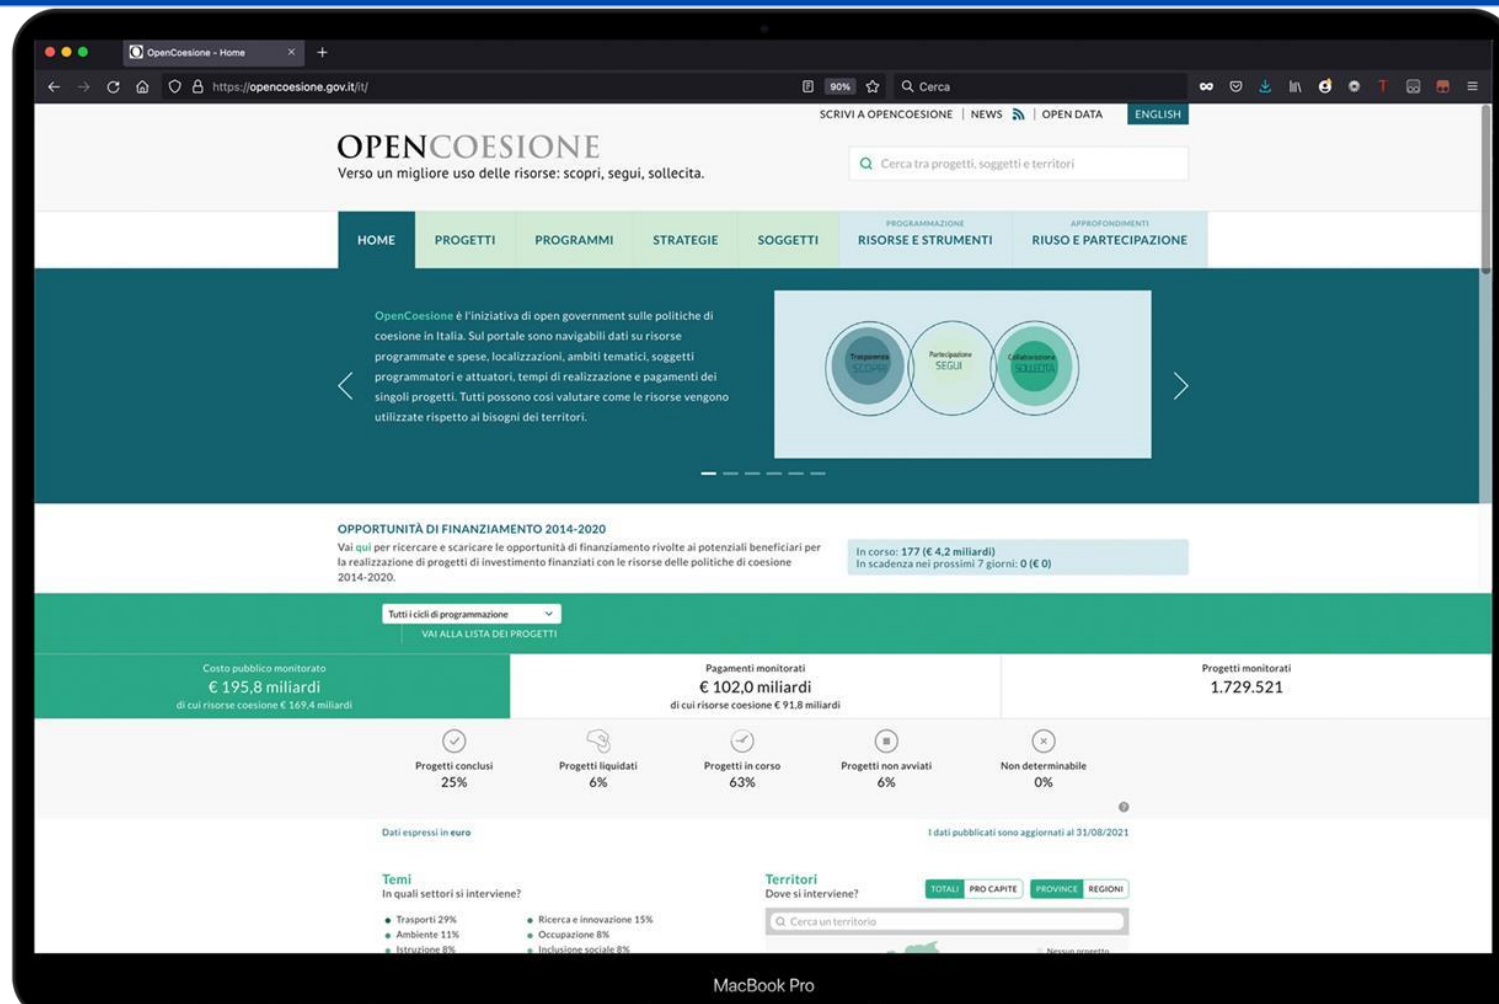 OpenCoesione - Home
https://opencoesione.gov.it/it/
90%
Cerca
SCRIVI A OPENCOESIONE | NEWS | OPEN DATA
ENGLISH
OPENCOESIONE
Verso un migliore uso delle risorse: scopri, segui, sollecita.
Cerca tra progetti, soggetti e territori
HOME
PROGETTI
PROGRAMMI
STRATEGIE
SOGGETTI
PROGRAMMAZIONE
RISORSE E STRUMENTI
APPROFONDIMENTI
RIUSO E PARTECIPAZIONE
OpenCoesione è l'iniziativa di open government sulle politiche di
coesione in Italia. Sul portale sono navigabili dati su risorse
programmate e spese, localizzazioni, ambiti tematici, soggetti
programmatori e attuatori, tempi di realizzazione e pagamenti dei
singoli progetti. Tutti possono così valutare come le risorse vengono
utilizzate rispetto ai bisogni dei territori.
Trasparenza
SCOPRI
Partecipazione
SEGUI
Collaborazione
SOLLECITA
OPPORTUNITÀ DI FINANZIAMENTO 2014-2020
Vai qui per ricercare e scaricare le opportunità di finanziamento rivolte ai potenziali beneficiari per
la realizzazione di progetti di investimento finanziati con le risorse delle politiche di coesione
2014-2020.
In corso: 177 (€ 4,2 miliardi)
In scadenza nei prossimi 7 giorni: 0 (€ 0)
Tutti i cicli di programmazione
VAI ALLA LISTA DEI PROGETTI
Costo pubblico monitorato
€ 195,8 miliardi
di cui risorse coesione € 169,4 miliardi
Pagamenti monitorati
€ 102,0 miliardi
di cui risorse coesione € 91,8 miliardi
Progetti monitorati
1.729.521
Progetti conclusi
25%
Progetti liquidati
6%
Progetti in corso
63%
Progetti non avviati
6%
Non determinabile
0%
Dati espressi in euro
I dati pubblicati sono aggiornati al 31/08/2021
Temi
In quali settori si interviene?
Trasporti 29%
Ambiente 11%
Istruzione 8%
Ricerca e innovazione 15%
Occupazione 8%
Inclusione sociale 8%
Territori
Dove si interviene?
TOTALI
PRO CAPITE
PROVINCE
REGIONI
Cerca un territorio
Nessun progetto
MacBook Pro